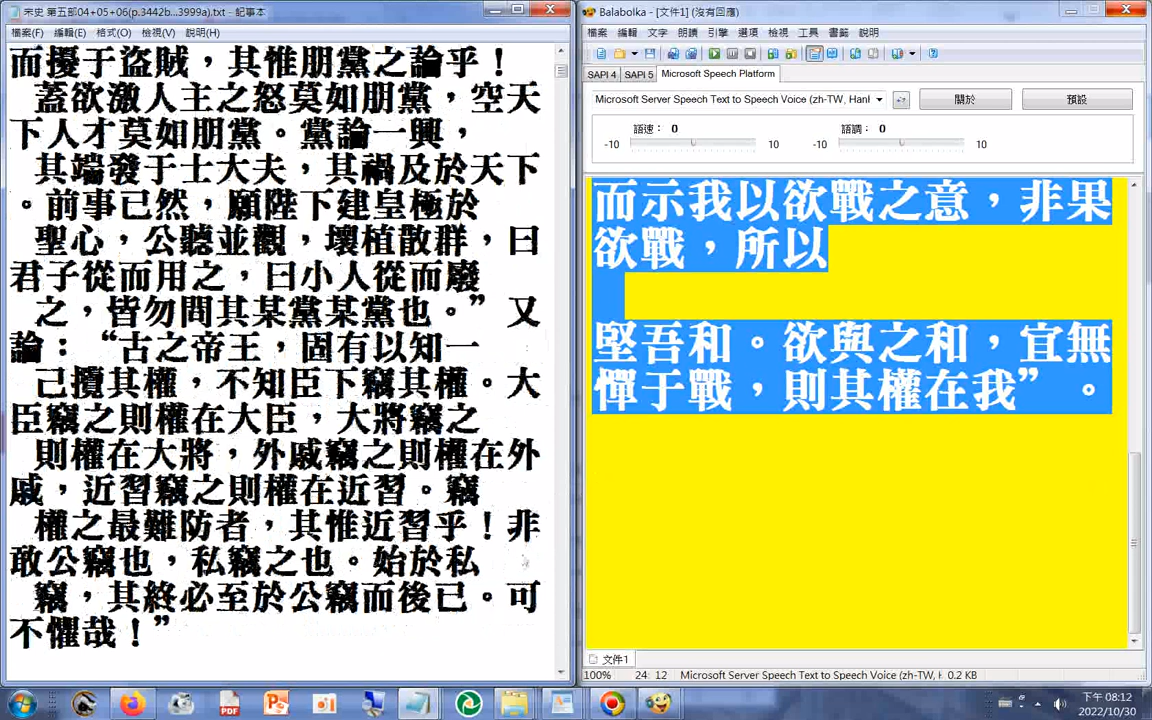 宋史 第五部04+05+06(p.3442b...3999a).txt - 記事本
檔案(F) 編輯(E) 格式(O) 檢視(V) 說明(H)
而擾于盜賊，其惟朋黨之論乎！
蓋欲激人主之怒莫如朋黨，空天
下人才莫如朋黨。黨論一興，
其端發于士大夫，其禍及於天下
。前事已然，願陛下建皇極於
聖心，公聽並觀，壞植散群，曰
君子從而用之，曰小人從而廢
之，皆勿問其某黨某黨也。” 又
論：“古之帝王，固有以知一
己攬其權，不知臣下竊其權。大
臣竊之則權在大臣，大將竊之
則權在大將，外戚竊之則權在外
戚，近習竊之則權在近習。竊
權之最難防者，其惟近習乎！非
敢公竊也，私竊之也。始於私
竊，其終必至於公竊而後已。可
不懼哉！”
Balabolka - [文件1] (沒有回應)
檔案 編輯 文字 朗讀 引擎 選項 檢視 工具 書籤 說明
SAPI 4 SAPI 5 Microsoft Speech Platform
Microsoft Server Speech Text to Speech Voice (zh-TW, HanH 關於 預設
語速： 0 語調： 0
-10 10 -10 10
而示我以欲戰之意，非果
欲戰，所以
堅吾和。欲與之和，宜無
憚于戰，則其權在我” 。
文件1
100% 24: 12 Microsoft Server Speech Text to Speech Voice (zh-TW, H 0.2 KB
下午 08:12
2022/10/30